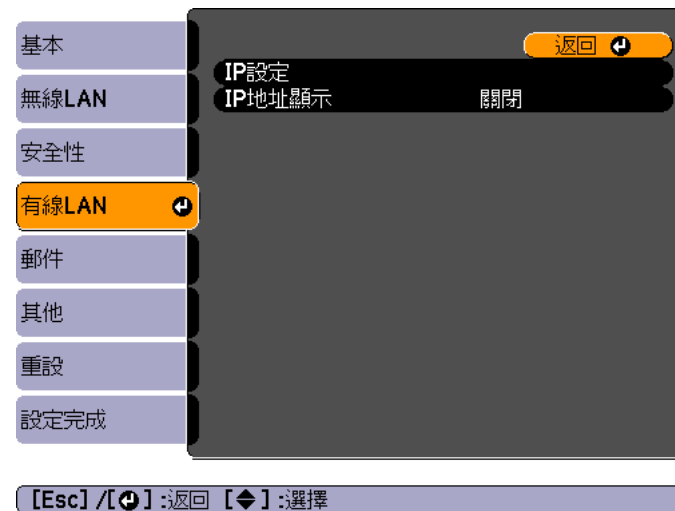 基本
無線LAN
安全性
有線LAN
郵件
其他
重設
設定完成
返回
IP設定
IP地址顯示 關閉
[Esc] /[⏎] :返回 [◆] :選擇